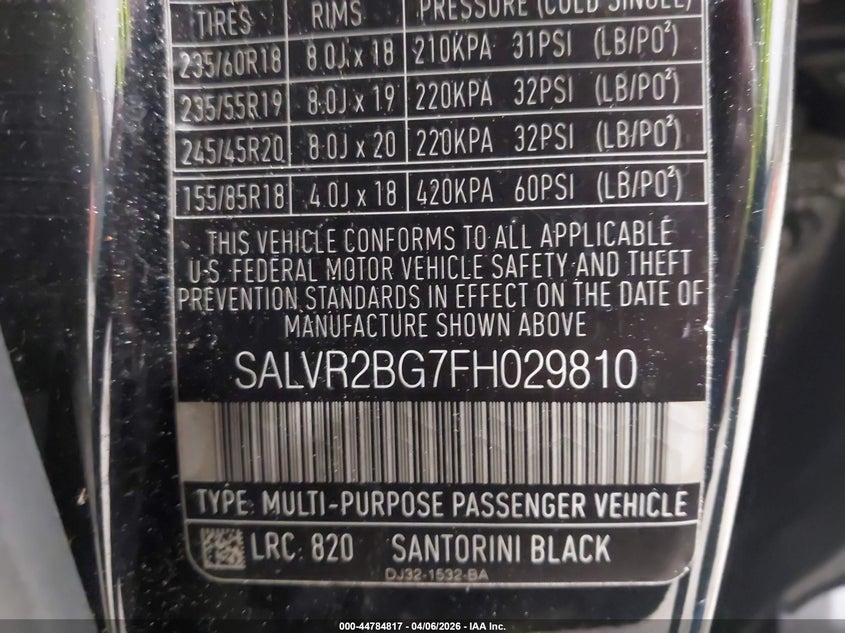 TIRES RIMS PRESSURE (COLD SINGLE)
235/60R18 8.0J x 18 210KPA 31PSI (LB/PO²)
235/55R19 8.0J x 19 220KPA 32PSI (LB/PO²)
245/45R20 8.0J x 20 220KPA 32PSI (LB/PO²)
155/85R18 4.0J x 18 420KPA 60PSI (LB/PO²)
THIS VEHICLE CONFORMS TO ALL APPLICABLE
U.S. FEDERAL MOTOR VEHICLE SAFETY AND THEFT
PREVENTION STANDARDS IN EFFECT ON THE DATE OF
MANUFACTURE SHOWN ABOVE
SALVR2BG7FH029810
TYPE: MULTI-PURPOSE PASSENGER VEHICLE
LRC: 820 SANTORINI BLACK
DJ32-1532-BA
000-44784817 - 04/06/2026 - IAA Inc.